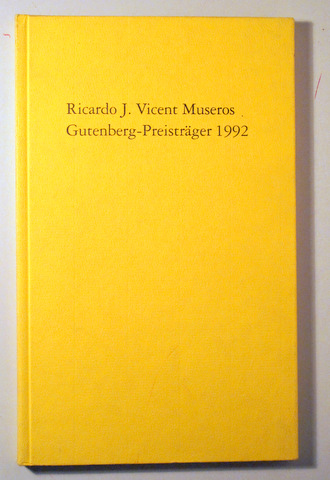 Ricardo J. Vicent Museros
Gutenberg-Preisträger 1992